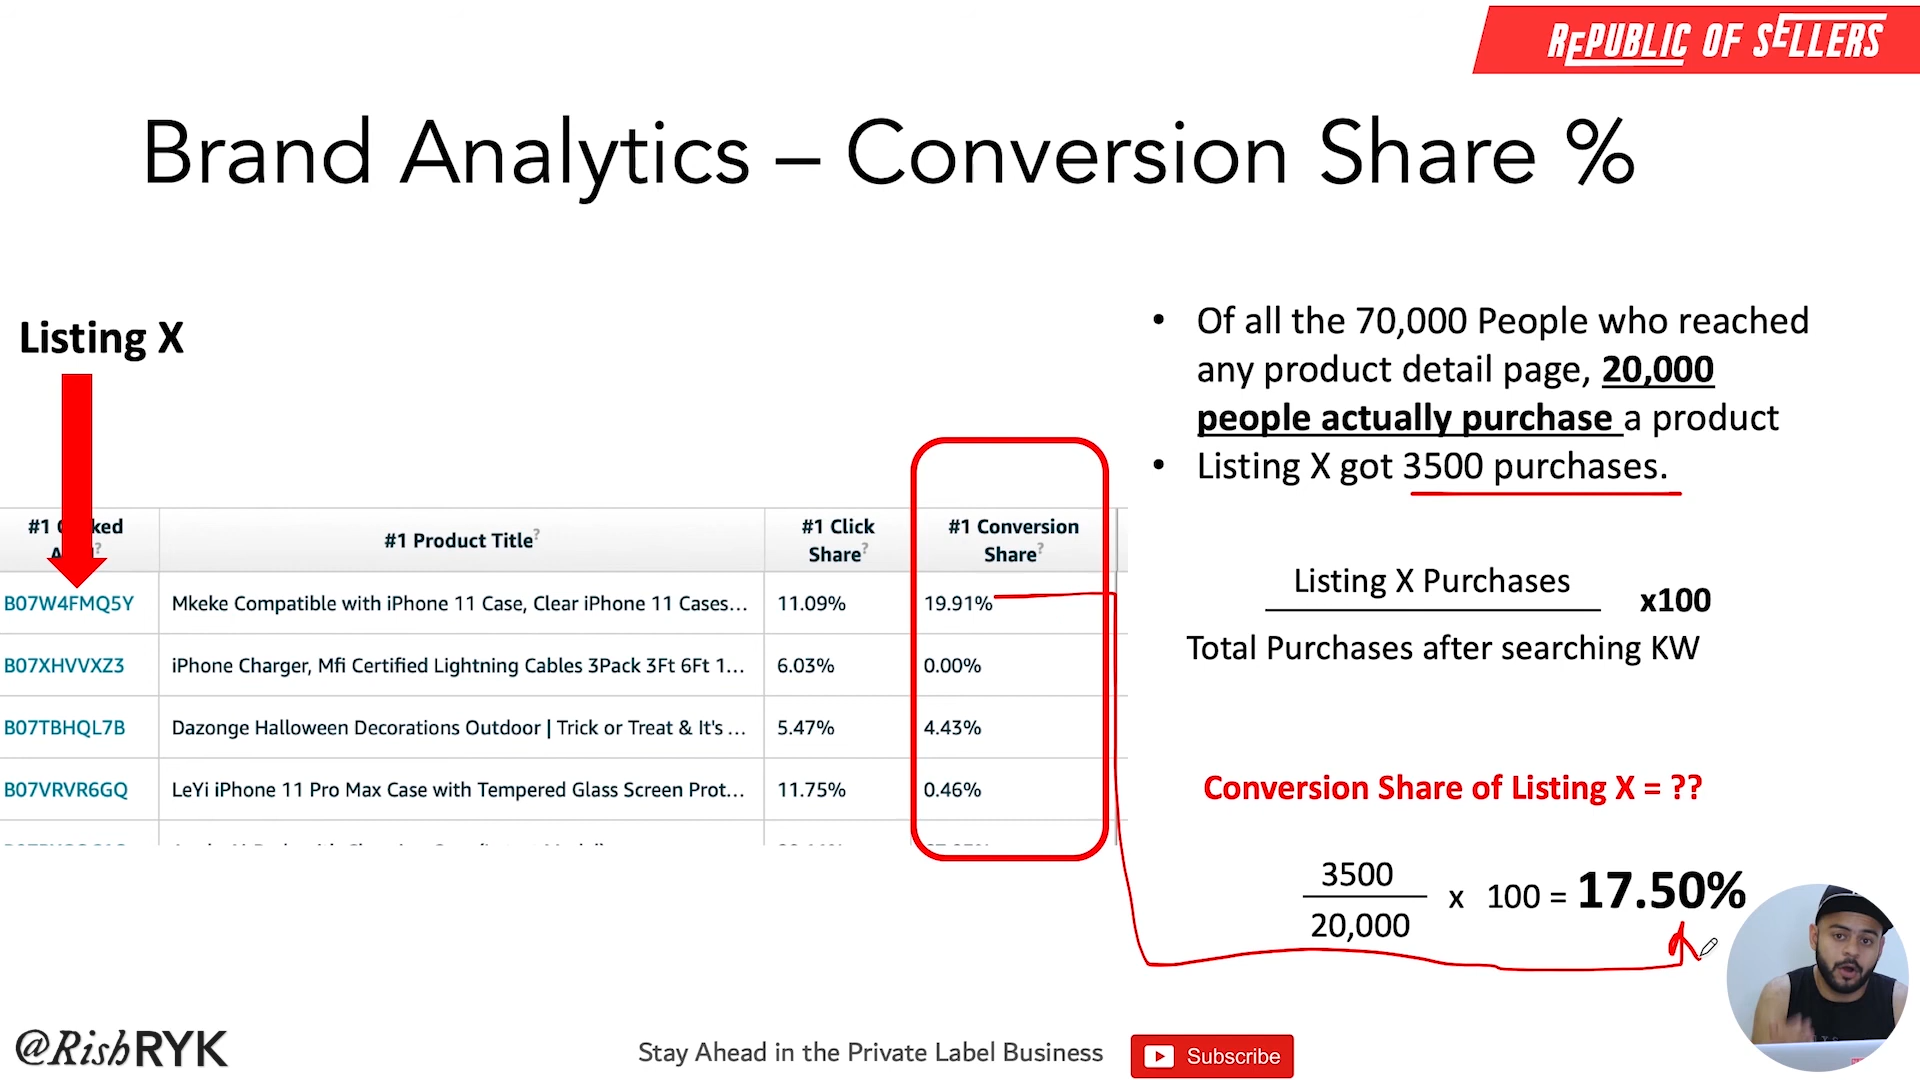 REPUBLIC OF SELLERS
Brand Analytics – Conversion Share %
Listing X
• Of all the 70,000 People who reached
any product detail page, 20,000
people actually purchase a product
• Listing X got 3500 purchases.
#1 Product Title?
#1 Click
Share?
#1 Conversion
Share?
B07W4FMQ5Y Mkeke Compatible with iPhone 11 Case, Clear iPhone 11 Cases... 11.09% 19.91%
B07XHVVXZ3 iPhone Charger, Mfi Certified Lightning Cables 3Pack 3Ft 6Ft 1... 6.03% 0.00%
B07TBHQL7B Dazonge Halloween Decorations Outdoor | Trick or Treat & It's ... 5.47% 4.43%
B07VRVR6GQ LeYi iPhone 11 Pro Max Case with Tempered Glass Screen Prot... 11.75% 0.46%
Listing X Purchases
x100
Total Purchases after searching KW
Conversion Share of Listing X = ??
3500
20,000
x 100 = 17.50%
@RishRYK
Stay Ahead in the Private Label Business
Subscribe